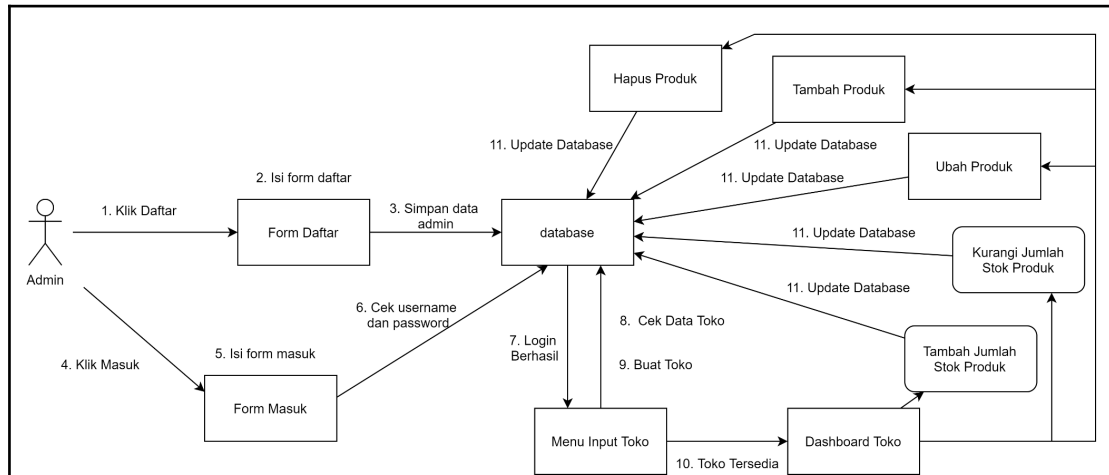 Hapus Produk
Tambah Produk
11. Update Database
11. Update Database
Ubah Produk
2. Isi form daftar
11. Update Database
1. Klik Daftar
3. Simpan data
admin
Form Daftar
database
11. Update Database
Kurangi Jumlah
Stok Produk
Admin
11. Update Database
6. Cek username
dan password
8. Cek Data Toko
7. Login
Berhasil
5. Isi form masuk
4. Klik Masuk
9. Buat Toko
Tambah Jumlah
Stok Produk
Form Masuk
Menu Input Toko
Dashboard Toko
10. Toko Tersedia